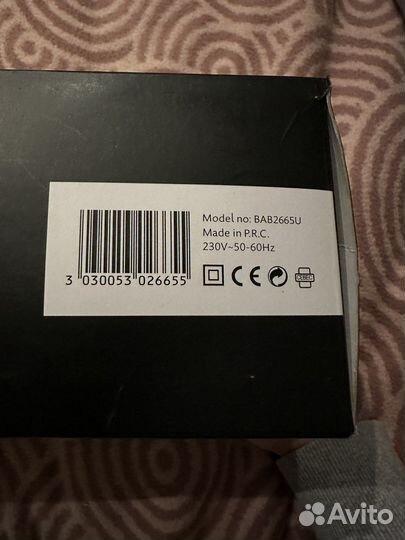 Model no: BAB2665U
Made in P.R.C.
230V~50-60Hz
CE
3 030053 026655
Avito